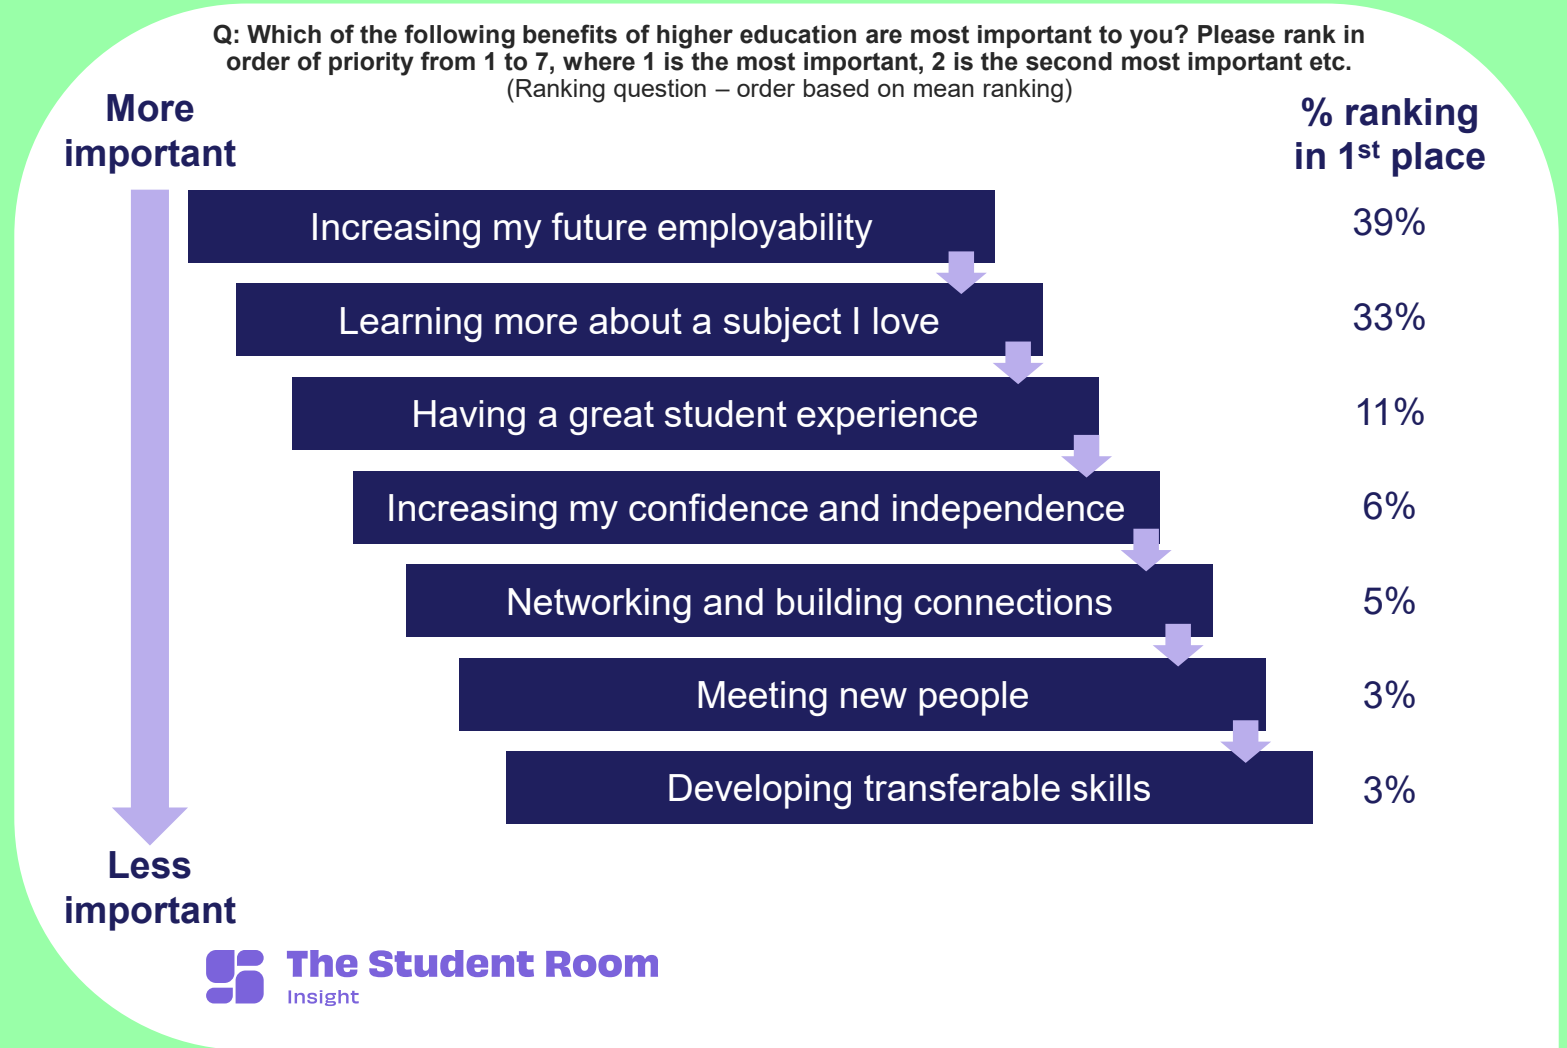 Q: Which of the following benefits of higher education are most important to you? Please rank in
order of priority from 1 to 7, where 1 is the most important, 2 is the second most important etc.
(Ranking question – order based on mean ranking)
More
important
% ranking
in 1st place
Increasing my future employability
39%
Learning more about a subject I love
33%
Having a great student experience
11%
Increasing my confidence and independence
6%
Networking and building connections
5%
Meeting new people
3%
Developing transferable skills
3%
Less
important
The Student Room
Insight